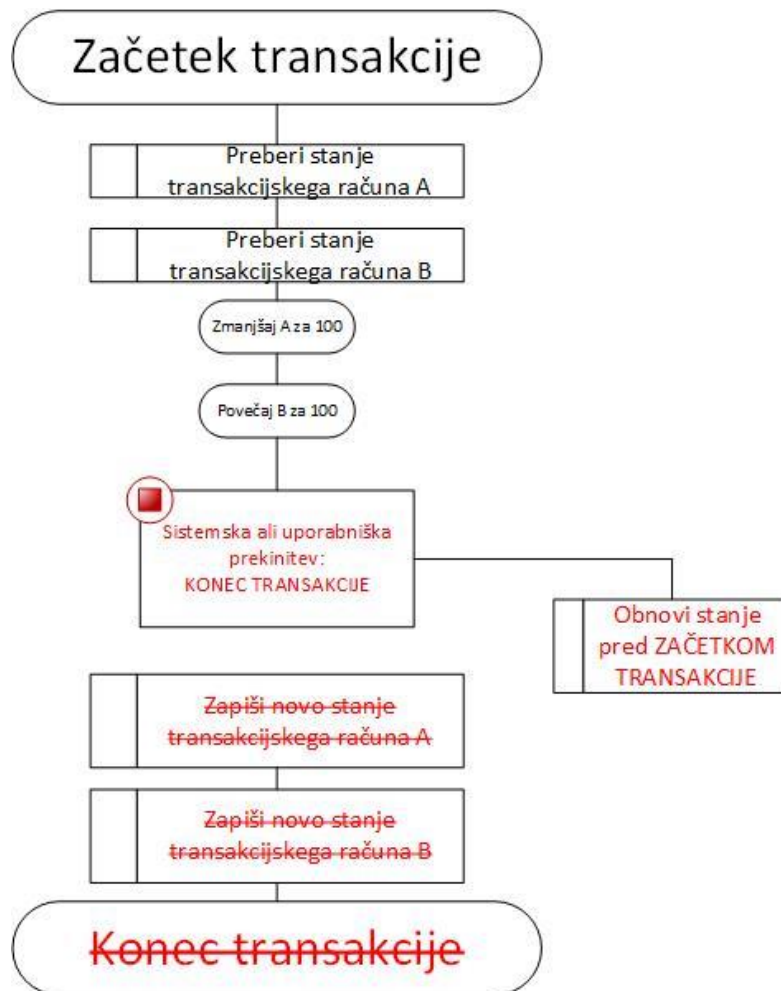 Začetek transakcije
Preberi stanje
transakcijskega računa A
Preberi stanje
transakcijskega računa B
Zmanjšaj A za 100
Povečaj B za 100
Sistemska ali uporabniška
prekinitev:
KONEC TRANSAKCIJE
Obnovi stanje
pred ZAČETKOM
TRANSAKCIJE
Zapiši novo stanje
transakcijskega računa A
Zapiši novo stanje
transakcijskega računa B
Konec transakcije